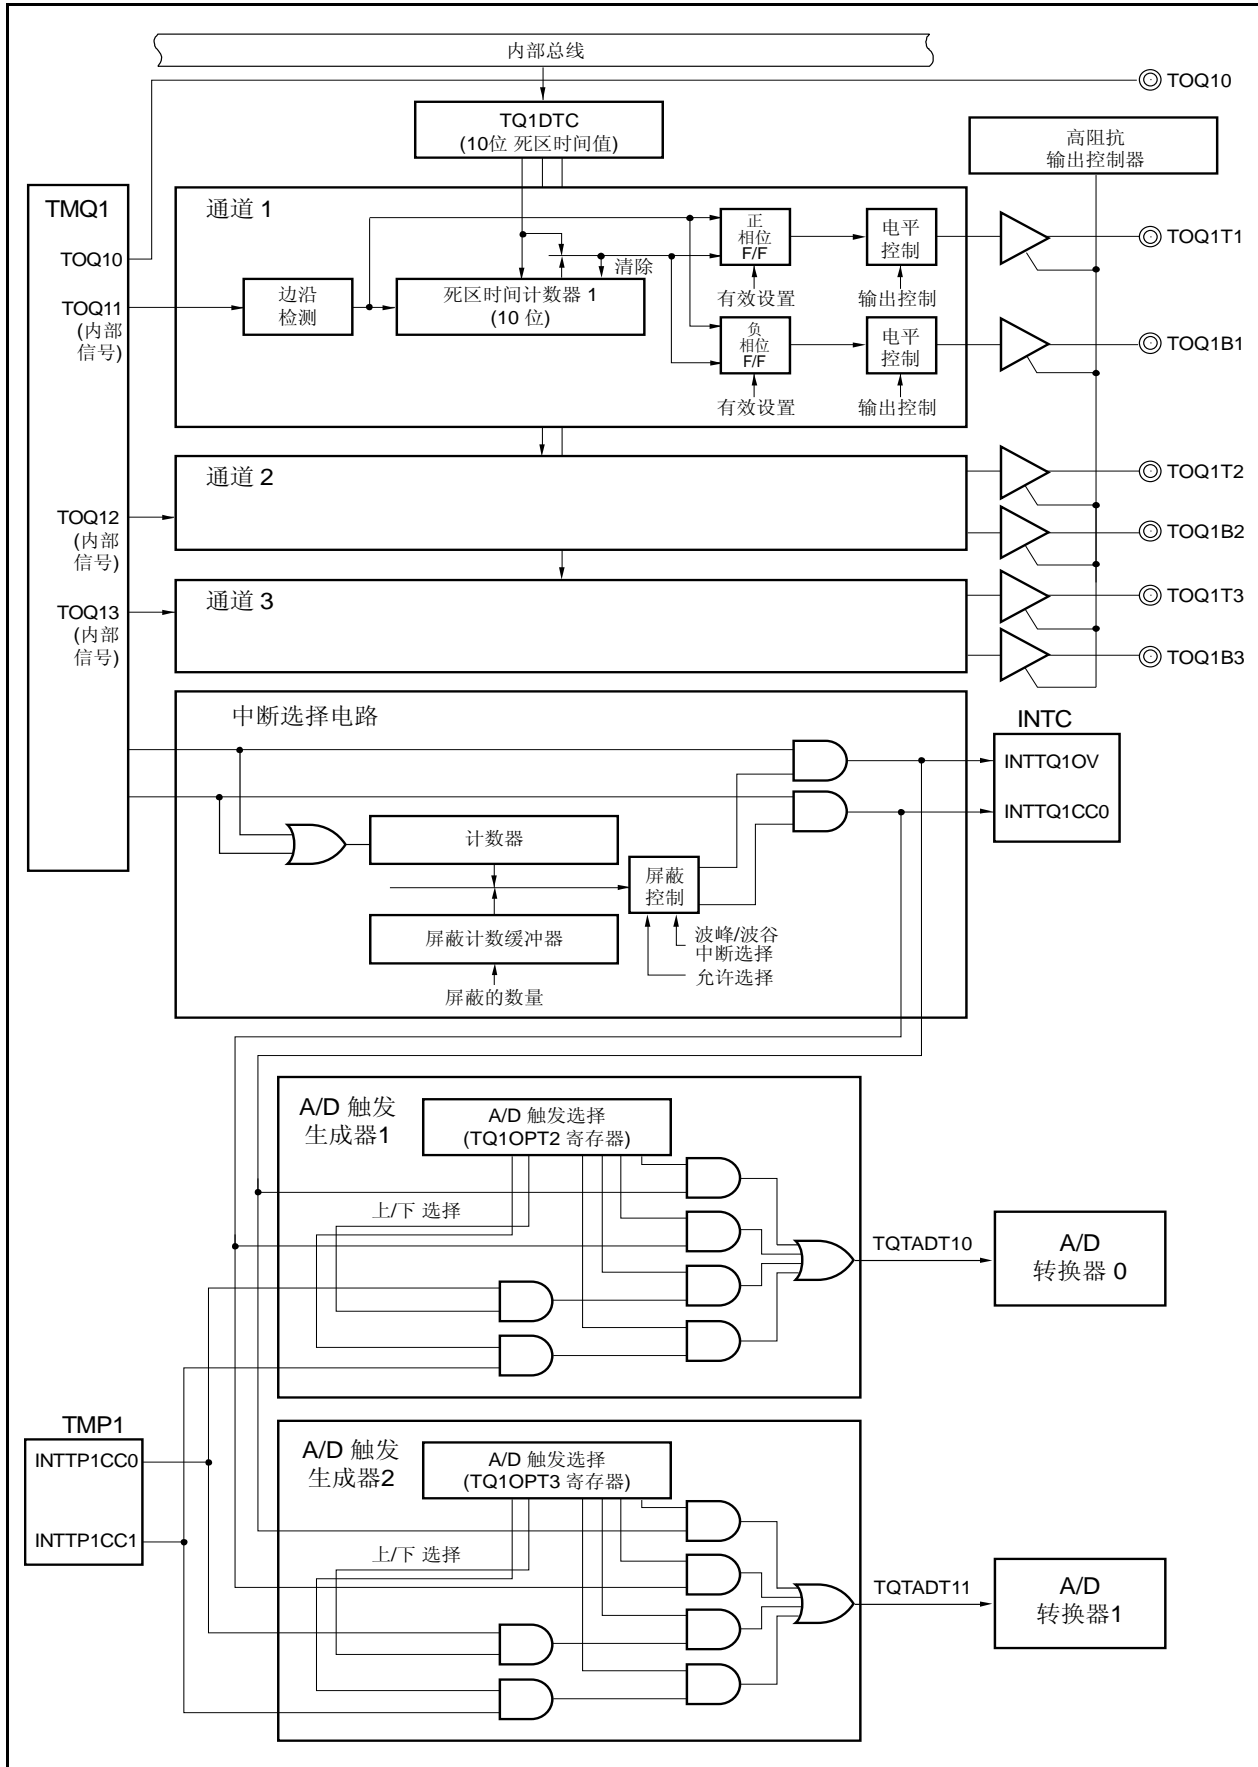 内部总线
TOQ10
TQ1DTC
(10位 死区时间值)
高阻抗
输出控制器
TMQ1
TOQ10
TOQ11
(内部
信号)
通道 1
边沿
检测
死区时间计数器 1
(10 位)
清除
正
相位
F/F
有效设置
电平
控制
输出控制
TOQ1T1
负
相位
F/F
有效设置
电平
控制
输出控制
TOQ1B1
通道 2
TOQ12
(内部
信号)
TOQ1T2
TOQ1B2
通道 3
TOQ13
(内部
信号)
TOQ1T3
TOQ1B3
中断选择电路
计数器
屏蔽计数缓冲器
屏蔽的数量
屏蔽
控制
波峰/波谷
中断选择
允许选择
INTC
INTTQ1OV
INTTQ1CC0
A/D 触发
生成器1
A/D 触发选择
(TQ1OPT2 寄存器)
上/下 选择
TQTADT10
A/D
转换器 0
TMP1
INTTP1CC0
INTTP1CC1
A/D 触发
生成器2
A/D 触发选择
(TQ1OPT3 寄存器)
上/下 选择
TQTADT11
A/D
转换器1